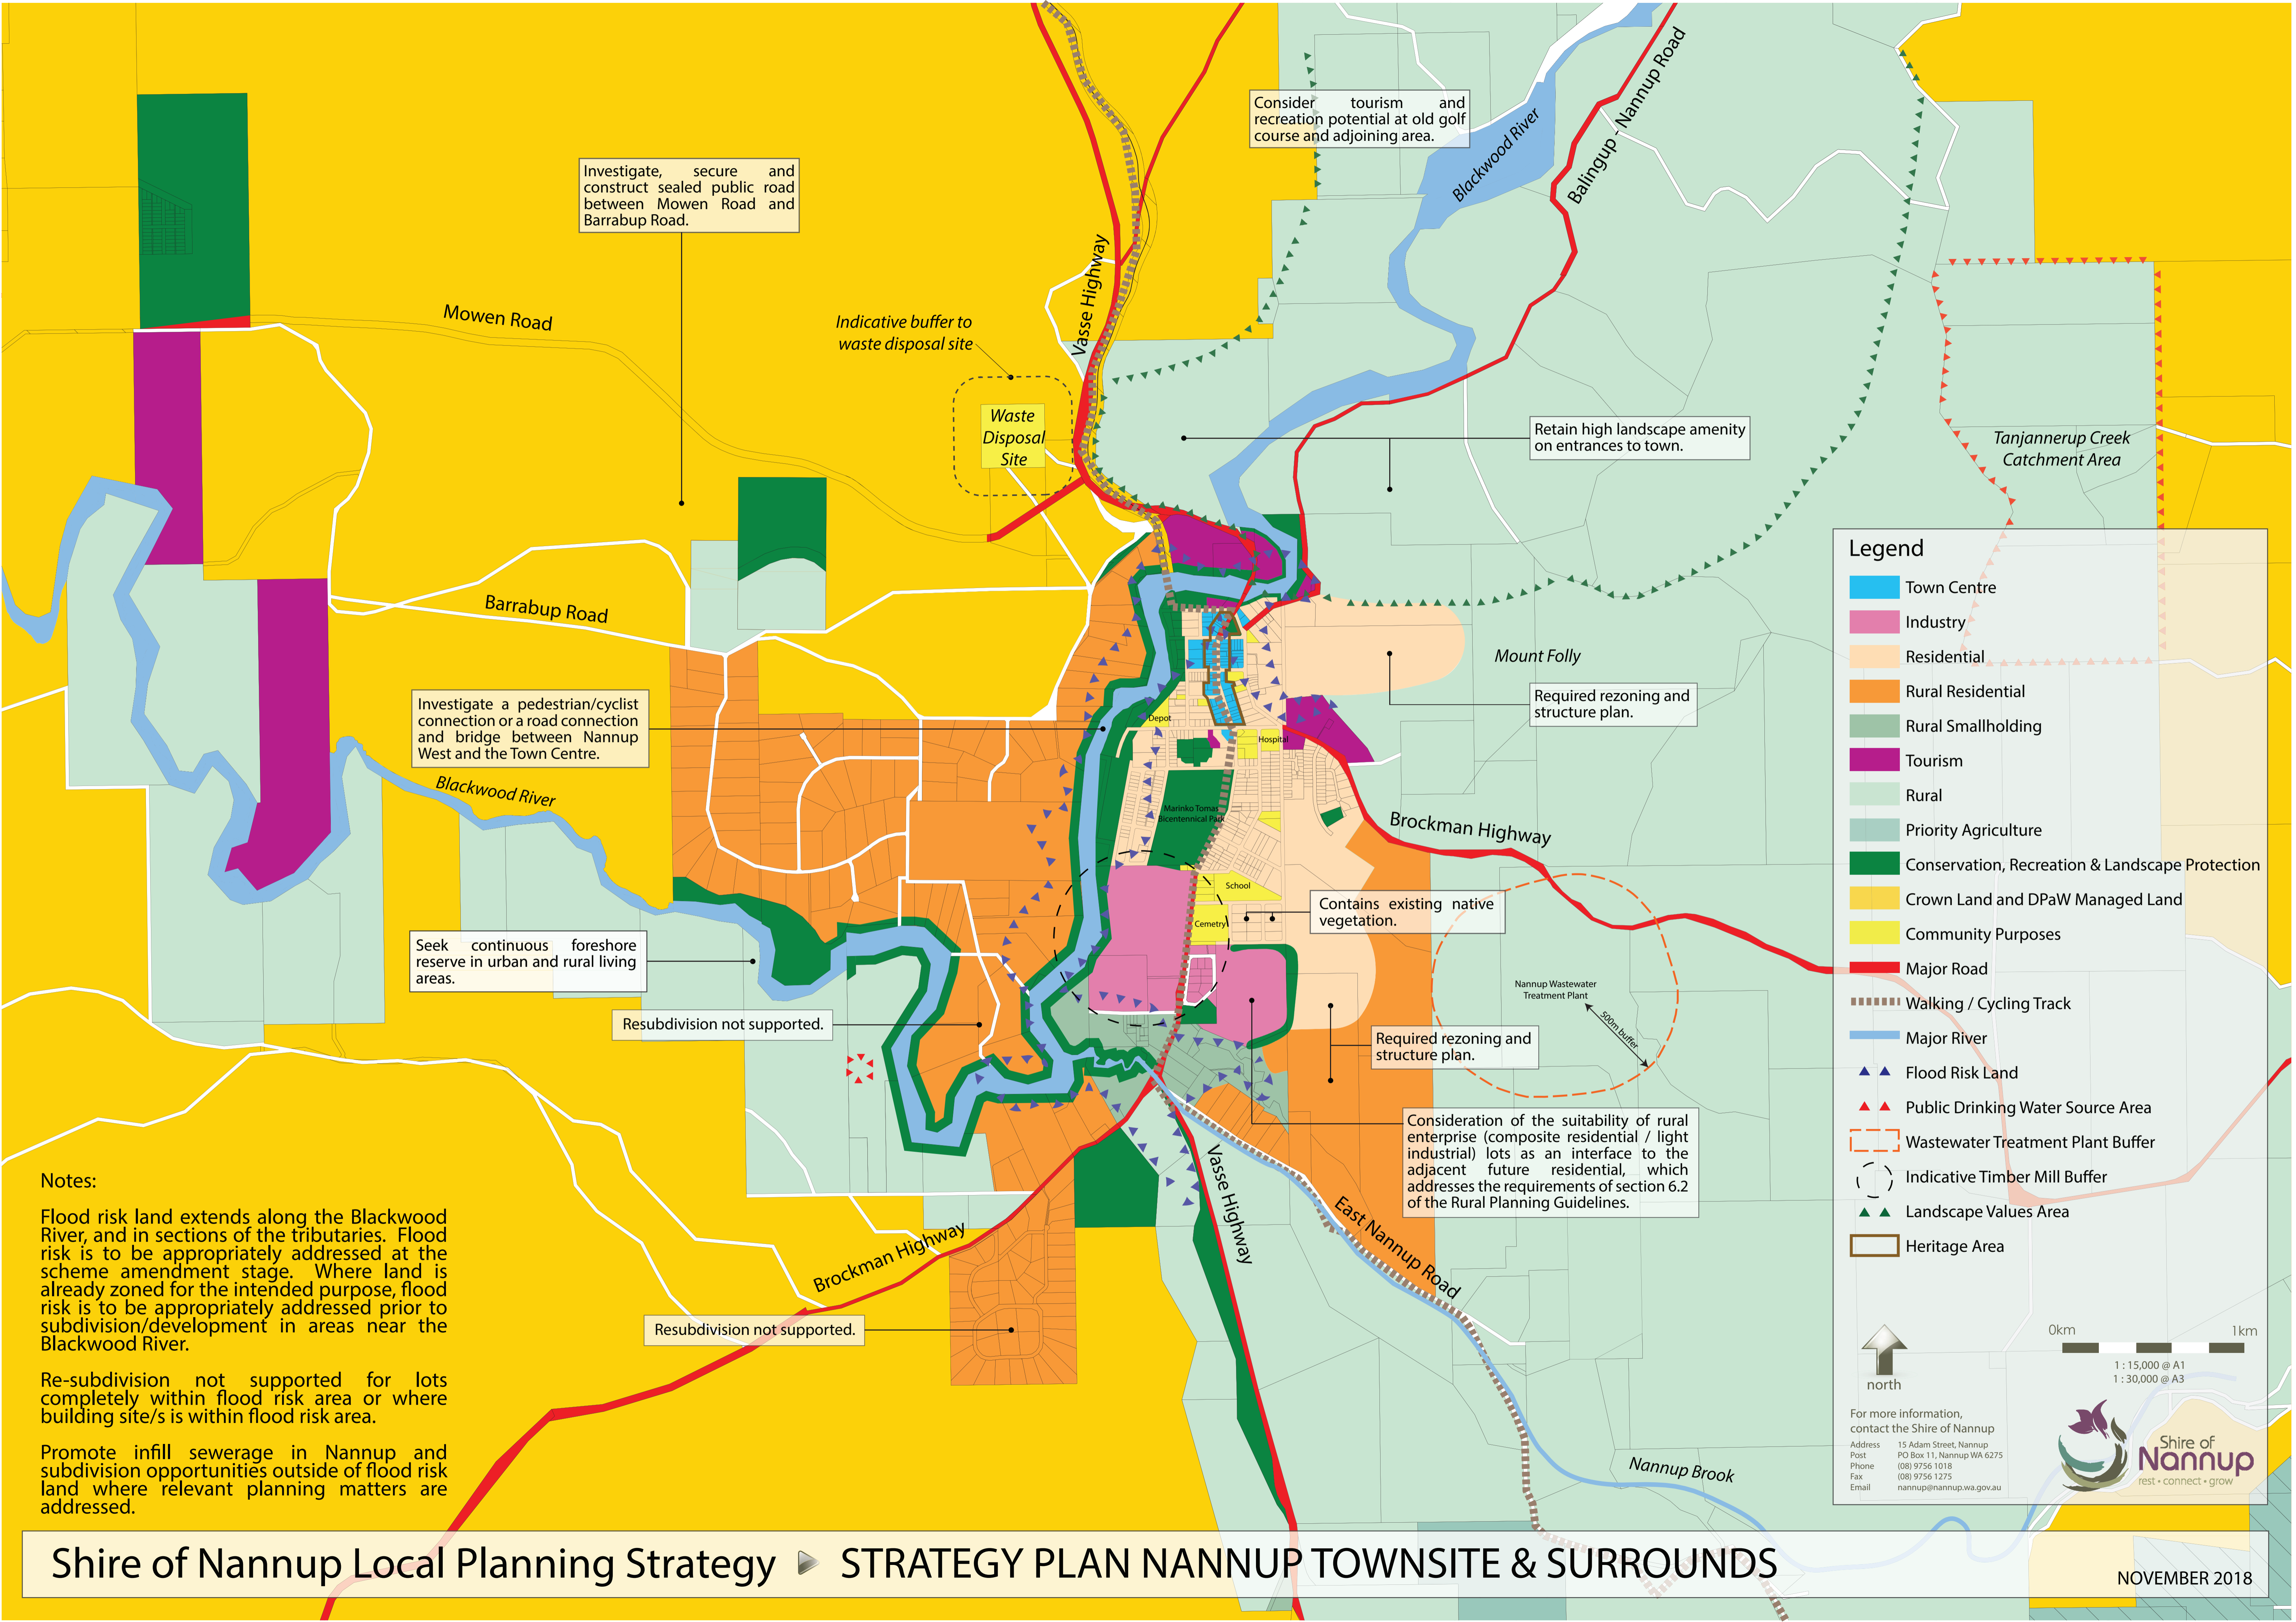 Consider tourism and
recreation potential at old golf
course and adjoining area.
Blackwood River
Balingup - Nannup Road
Investigate, secure and
construct sealed public road
between Mowen Road and
Barrabup Road.
Vasse Highway
Mowen Road
Indicative buffer to
waste disposal site
Waste
Disposal
Site
Retain high landscape amenity
on entrances to town.
Tanjannerup Creek
Catchment Area
Barrabup Road
Mount Folly
Required rezoning and
structure plan.
Investigate a pedestrian/cyclist
connection or a road connection
and bridge between Nannup
West and the Town Centre.
Depot
Hospital
Blackwood River
Marinko Tomas
Bicentennical Park
Brockman Highway
School
Cemetry
Contains existing native
vegetation.
Seek continuous foreshore
reserve in urban and rural living
areas.
Nannup Wastewater
Treatment Plant
500m buffer
Resubdivision not supported.
Required rezoning and
structure plan.
Consideration of the suitability of rural
enterprise (composite residential / light
industrial) lots as an interface to the
adjacent future residential, which
addresses the requirements of section 6.2
of the Rural Planning Guidelines.
Vasse Highway
East Nannup Road
Brockman Highway
Resubdivision not supported.
Nannup Brook
Notes:
Flood risk land extends along the Blackwood
River, and in sections of the tributaries. Flood
risk is to be appropriately addressed at the
scheme amendment stage. Where land is
already zoned for the intended purpose, flood
risk is to be appropriately addressed prior to
subdivision/development in areas near the
Blackwood River.
Re-subdivision not supported for lots
completely within flood risk area or where
building site/s is within flood risk area.
Promote infill sewerage in Nannup and
subdivision opportunities outside of flood risk
land where relevant planning matters are
addressed.
Legend
Town Centre
Industry
Residential
Rural Residential
Rural Smallholding
Tourism
Rural
Priority Agriculture
Conservation, Recreation & Landscape Protection
Crown Land and DPaW Managed Land
Community Purposes
Major Road
Walking / Cycling Track
Major River
Flood Risk Land
Public Drinking Water Source Area
Wastewater Treatment Plant Buffer
Indicative Timber Mill Buffer
Landscape Values Area
Heritage Area
0km 1km
1 : 15,000 @ A1
1 : 30,000 @ A3
north
For more information,
contact the Shire of Nannup
Address 15 Adam Street, Nannup
Post PO Box 11, Nannup WA 6275
Phone (08) 9756 1018
Fax (08) 9756 1275
Email nannup@nannup.wa.gov.au
Shire of
Nannup
rest • connect • grow
Shire of Nannup Local Planning Strategy STRATEGY PLAN NANNUP TOWNSITE & SURROUNDS
NOVEMBER 2018